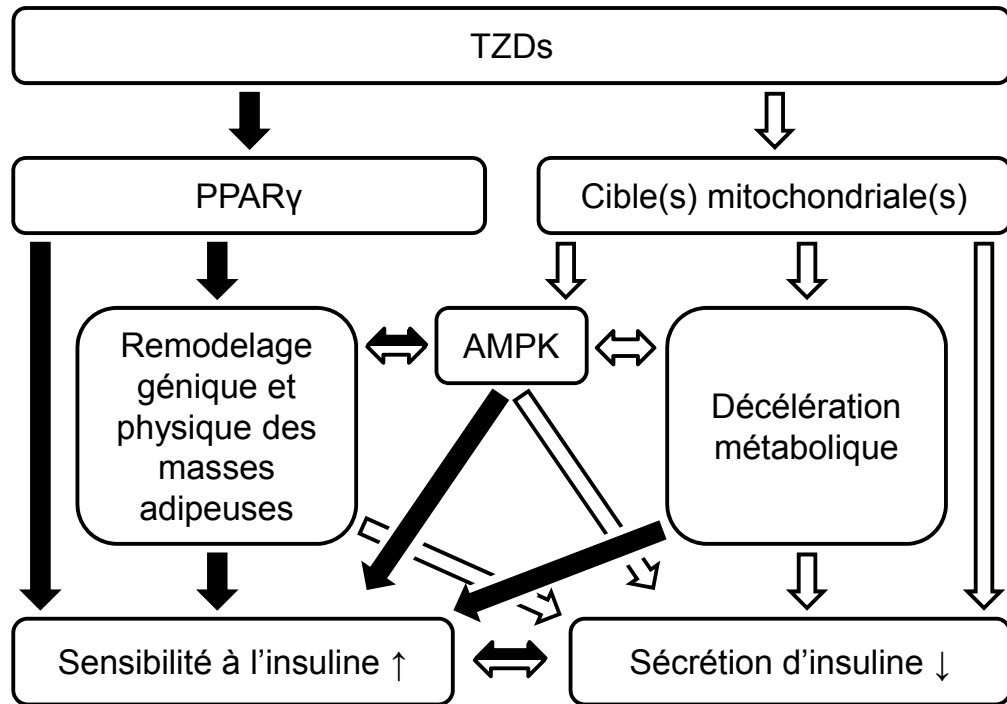 TZDs
PPARγ
Cible(s) mitochondriale(s)
Remodelage
génique et
physique des
masses
adipeuses
AMPK
Décélération
métabolique
Sensibilité à l’insuline ↑
Sécrétion d’insuline ↓